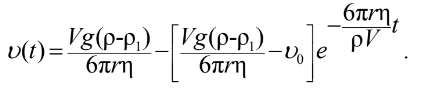 υ(t) = Vg(ρ-ρ₁)/6πrη − [Vg(ρ-ρ₁)/6πrη − υ₀] e^(−(6πrη/ρV)t).